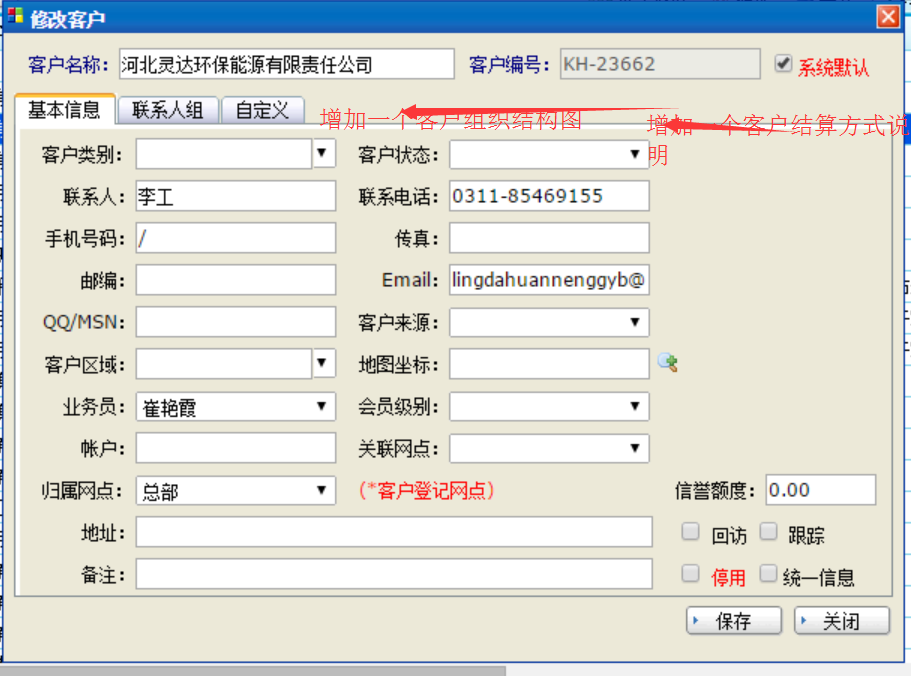 修改客户
客户名称: 河北灵达环保能源有限责任公司 客户编号: KH-23662 系统默认
基本信息 联系人组 自定义 增加一个客户组织结构图 增加一个客户结算方式说
明
客户类别: 客户状态:
联系人: 李工 联系电话: 0311-85469155
手机号码: / 传真:
邮编: Email: lingdahuannenggyb@
QQ/MSN: 客户来源:
客户区域: 地图坐标:
业务员: 崔艳霞 会员级别:
帐户: 关联网点:
归属网点: 总部 (*客户登记网点) 信誉额度: 0.00
地址: 回访 跟踪
备注: 停用 统一信息
保存 关闭